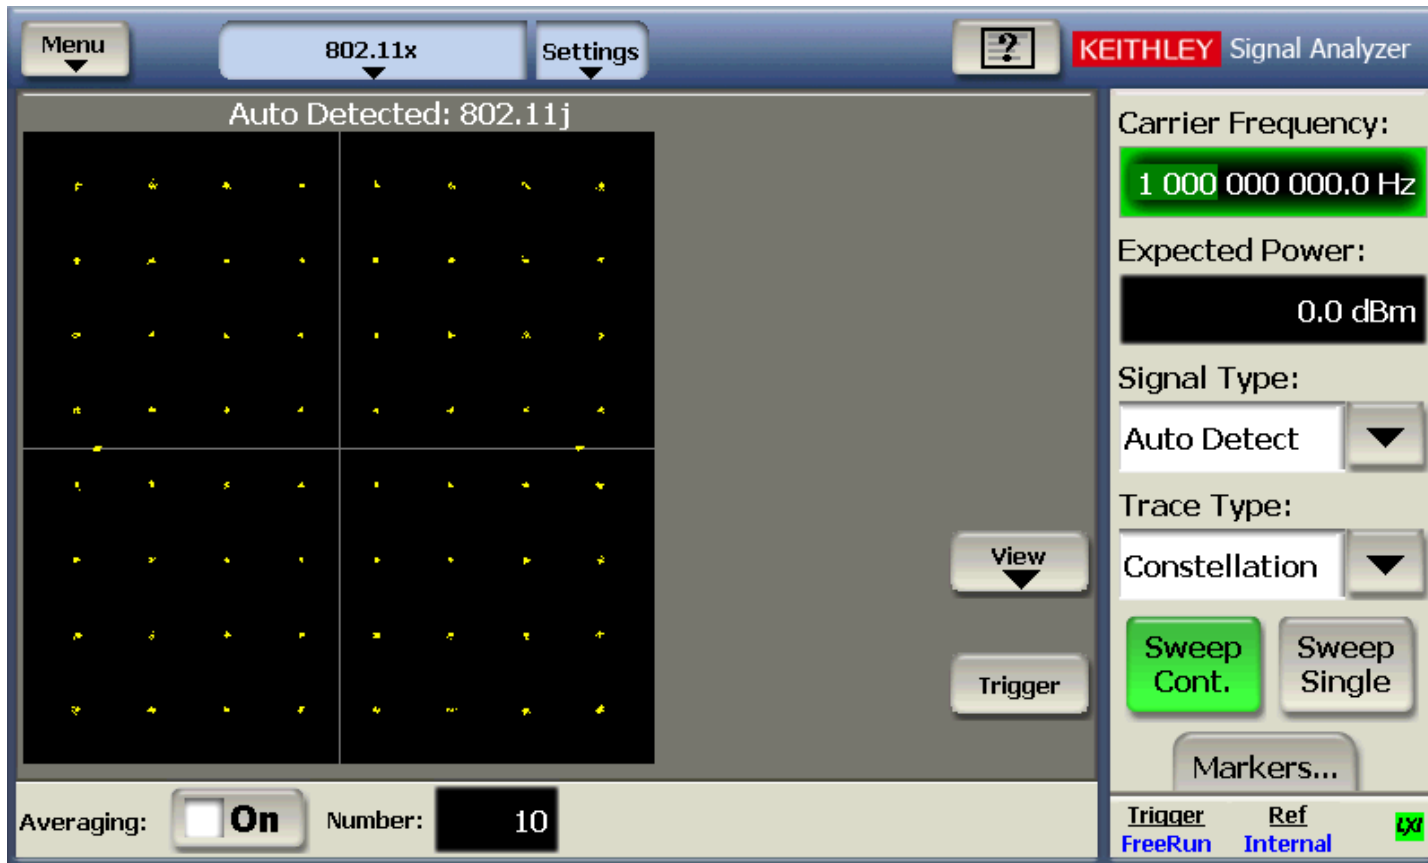 Menu
802.11x
Settings
?
KEITHLEY Signal Analyzer
Auto Detected: 802.11j
Carrier Frequency:
1 000 000 000.0 Hz
Expected Power:
0.0 dBm
Signal Type:
Auto Detect
Trace Type:
Constellation
View
Sweep Cont.
Sweep Single
Trigger
Markers...
Averaging:
On
Number:
10
Trigger
FreeRun
Ref
Internal
LXI